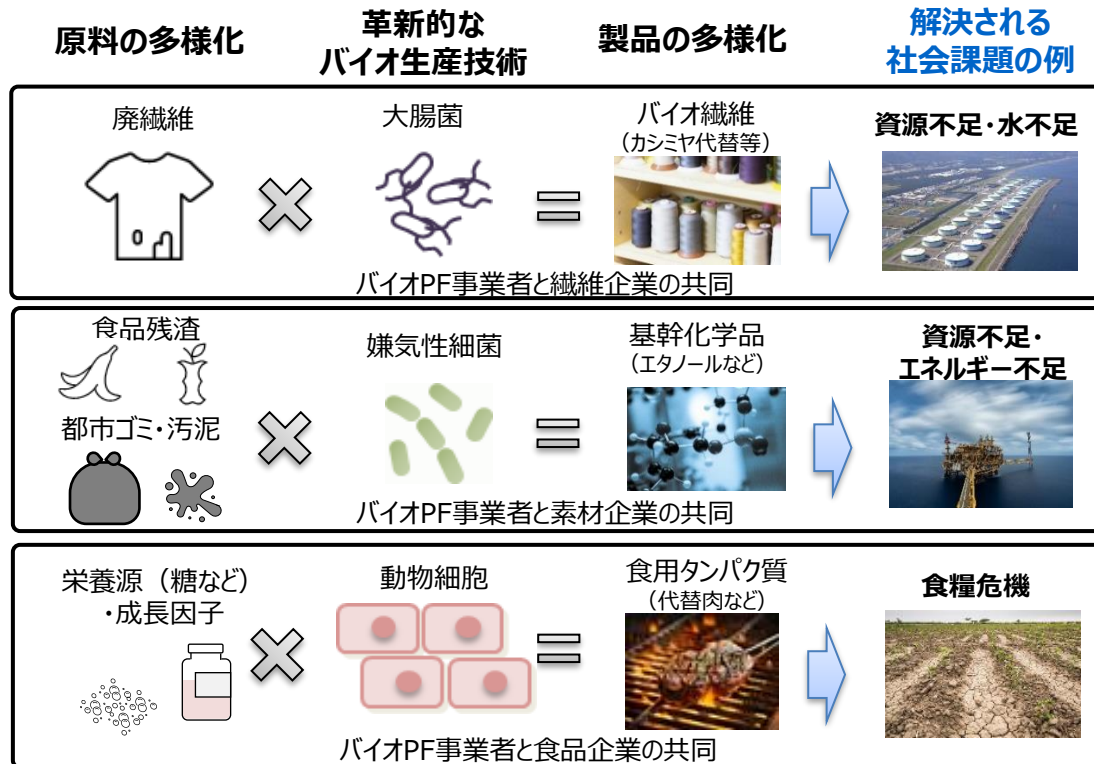 原料の多様化
革新的な
バイオ生産技術
製品の多様化
解決される
社会課題の例
廃繊維
大腸菌
バイオ繊維
（カシミヤ代替等）
資源不足・水不足
バイオPF事業者と繊維企業の共同
食品残渣
都市ゴミ・汚泥
嫌気性細菌
基幹化学品
（エタノールなど）
資源不足・
エネルギー不足
バイオPF事業者と素材企業の共同
栄養源（糖など）
・成長因子
動物細胞
食用タンパク質
（代替肉など）
食糧危機
バイオPF事業者と食品企業の共同